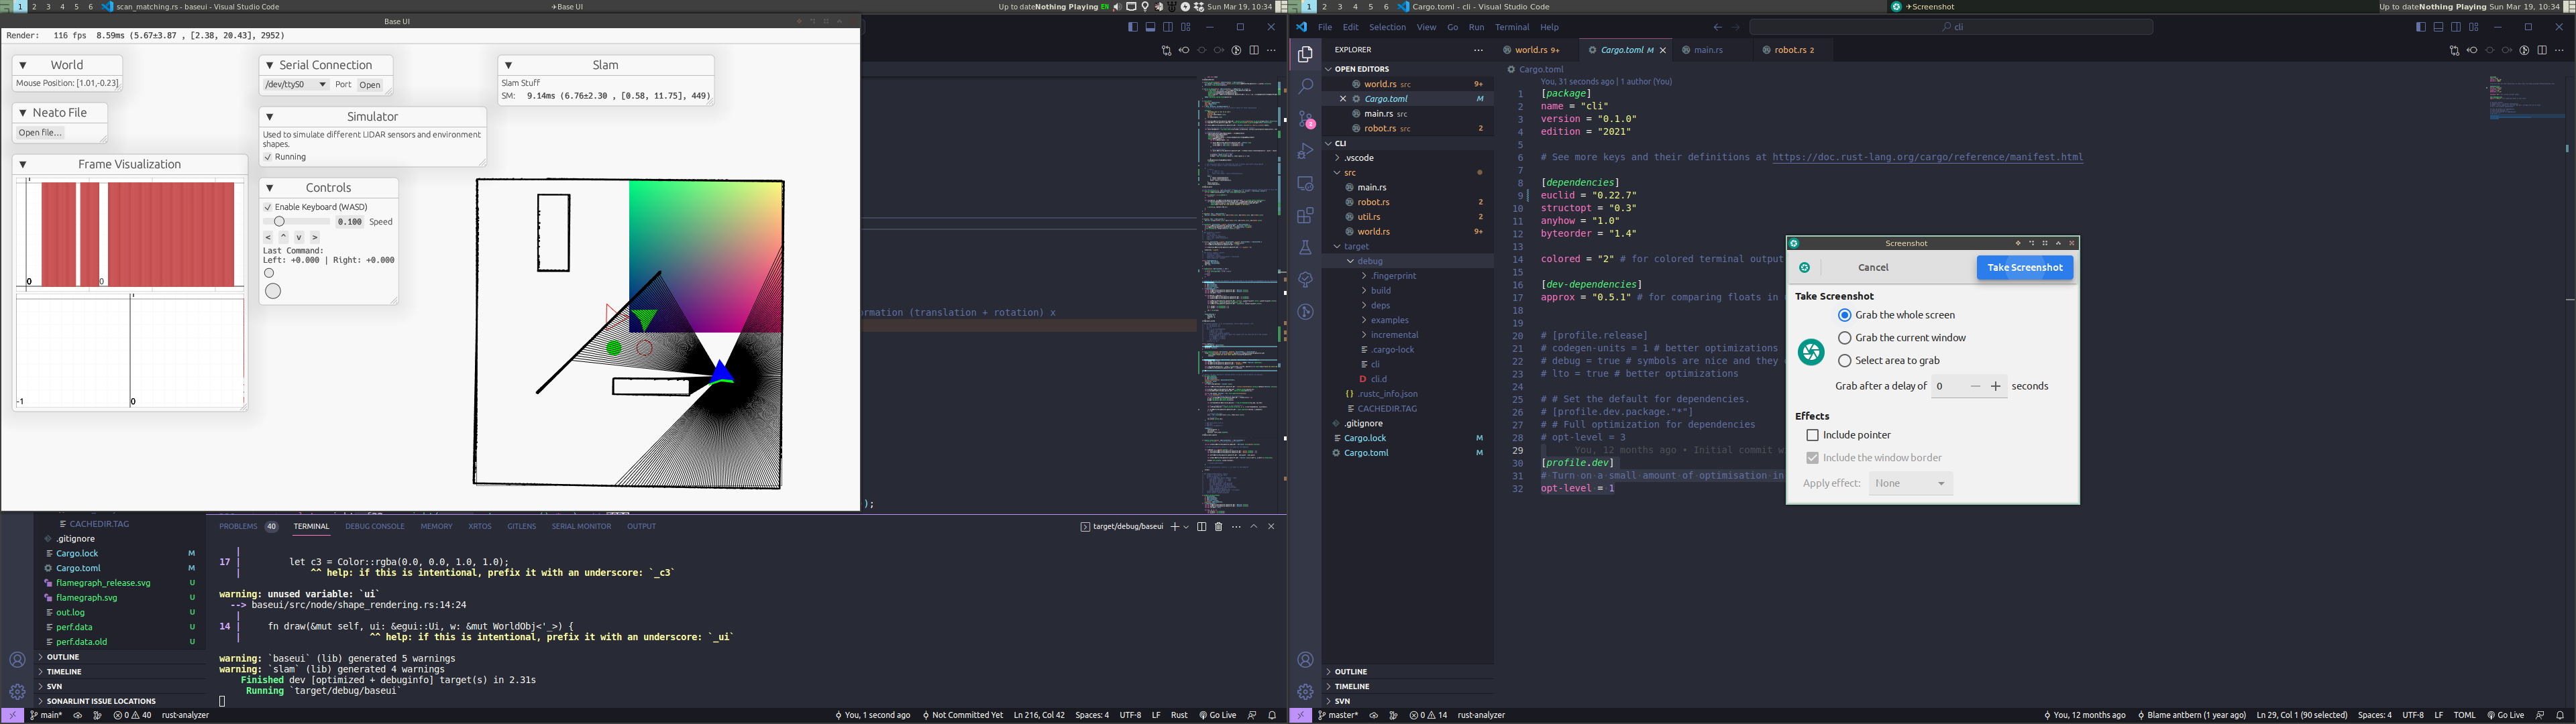 1 2 3 4 5 6 scan_matching.rs - baseui - Visual Studio Code
Base UI
Up to date Nothing Playing EN Sun Mar 19, 10:34
Base UI
Render: 116 fps 8.59ms (5.67±3.87 , [2.38, 20.43], 2952)
World
Mouse Position: [1.01,-0.23]
Neato File
Open file...
Frame Visualization
1
0
0
1
-1
0
Serial Connection
/dev/ttyS0 Port Open
Simulator
Used to simulate different LIDAR sensors and environment
shapes.
Running
Controls
Enable Keyboard (WASD)
0.100 Speed
< ^ v >
Last Command:
Left: +0.000 | Right: +0.000
Slam
Slam Stuff
SM: 9.14ms (6.76±2.30 , [0.58, 11.75], 449)
ormation (translation + rotation) x
);
CACHEDIR.TAG
.gitignore
Cargo.lock M
Cargo.toml M
flamegraph_release.svg U
flamegraph.svg U
out.log U
perf.data U
perf.data.old U
OUTLINE
TIMELINE
SVN
SONARLINT ISSUE LOCATIONS
PROBLEMS 40 TERMINAL DEBUG CONSOLE MEMORY XRTOS GITLENS SERIAL MONITOR OUTPUT
target/debug/baseui
|
17 | let c3 = Color::rgba(0.0, 0.0, 1.0, 1.0);
| ^^ help: if this is intentional, prefix it with an underscore: `_c3`
warning: unused variable: `ui`
--> baseui/src/node/shape_rendering.rs:14:24
|
14 | fn draw(&mut self, ui: &egui::Ui, w: &mut WorldObj<'_>) {
| ^^ help: if this is intentional, prefix it with an underscore: `_ui`
warning: `baseui` (lib) generated 5 warnings
warning: `slam` (lib) generated 4 warnings
Finished dev [optimized + debuginfo] target(s) in 2.31s
Running `target/debug/baseui`
main* 0 40 rust-analyzer
You, 1 second ago Not Committed Yet Ln 216, Col 42 Spaces: 4 UTF-8 LF Rust Go Live
1 2 3 4 5 6 Cargo.toml - cli - Visual Studio Code
Screenshot
Up to date Nothing Playing Sun Mar 19, 10:34
File Edit Selection View Go Run Terminal Help
cli
EXPLORER
OPEN EDITORS
world.rs src 9+
Cargo.toml M
main.rs src
robot.rs src 2
CLI
.vscode
src
main.rs
robot.rs 2
util.rs 2
world.rs 9+
target
debug
.fingerprint
build
deps
examples
incremental
.cargo-lock
cli
cli.d
.rustc_info.json
CACHEDIR.TAG
.gitignore
Cargo.lock M
Cargo.toml M
OUTLINE
TIMELINE
SVN
2
world.rs 9+ Cargo.toml M main.rs robot.rs 2
Cargo.toml
You, 31 seconds ago | 1 author (You)
1 [package]
2 name = "cli"
3 version = "0.1.0"
4 edition = "2021"
5
6 # See more keys and their definitions at https://doc.rust-lang.org/cargo/reference/manifest.html
7
8 [dependencies]
9 euclid = "0.22.7"
10 structopt = "0.3"
11 anyhow = "1.0"
12 byteorder = "1.4"
13
14 colored = "2" # for colored terminal output
15
16 [dev-dependencies]
17 approx = "0.5.1" # for comparing floats in
18
19
20 # [profile.release]
21 # codegen-units = 1 # better optimizations
22 # debug = true # symbols are nice and they
23 # lto = true # better optimizations
24
25 # # Set the default for dependencies.
26 # [profile.dev.package."*"]
27 # # Full optimization for dependencies
28 # opt-level = 3
29 You, 12 months ago • Initial commit w
30 [profile.dev]
31 # Turn on a small amount of optimisation in
32 opt-level = 1
Screenshot
Cancel Take Screenshot
Take Screenshot
Grab the whole screen
Grab the current window
Select area to grab
Grab after a delay of 0 seconds
Effects
Include pointer
Include the window border
Apply effect: None
master* 0 14 rust-analyzer
You, 12 months ago Blame antbern (1 year ago) Ln 29, Col 1 (90 selected) Spaces: 4 UTF-8 LF TOML Go Live